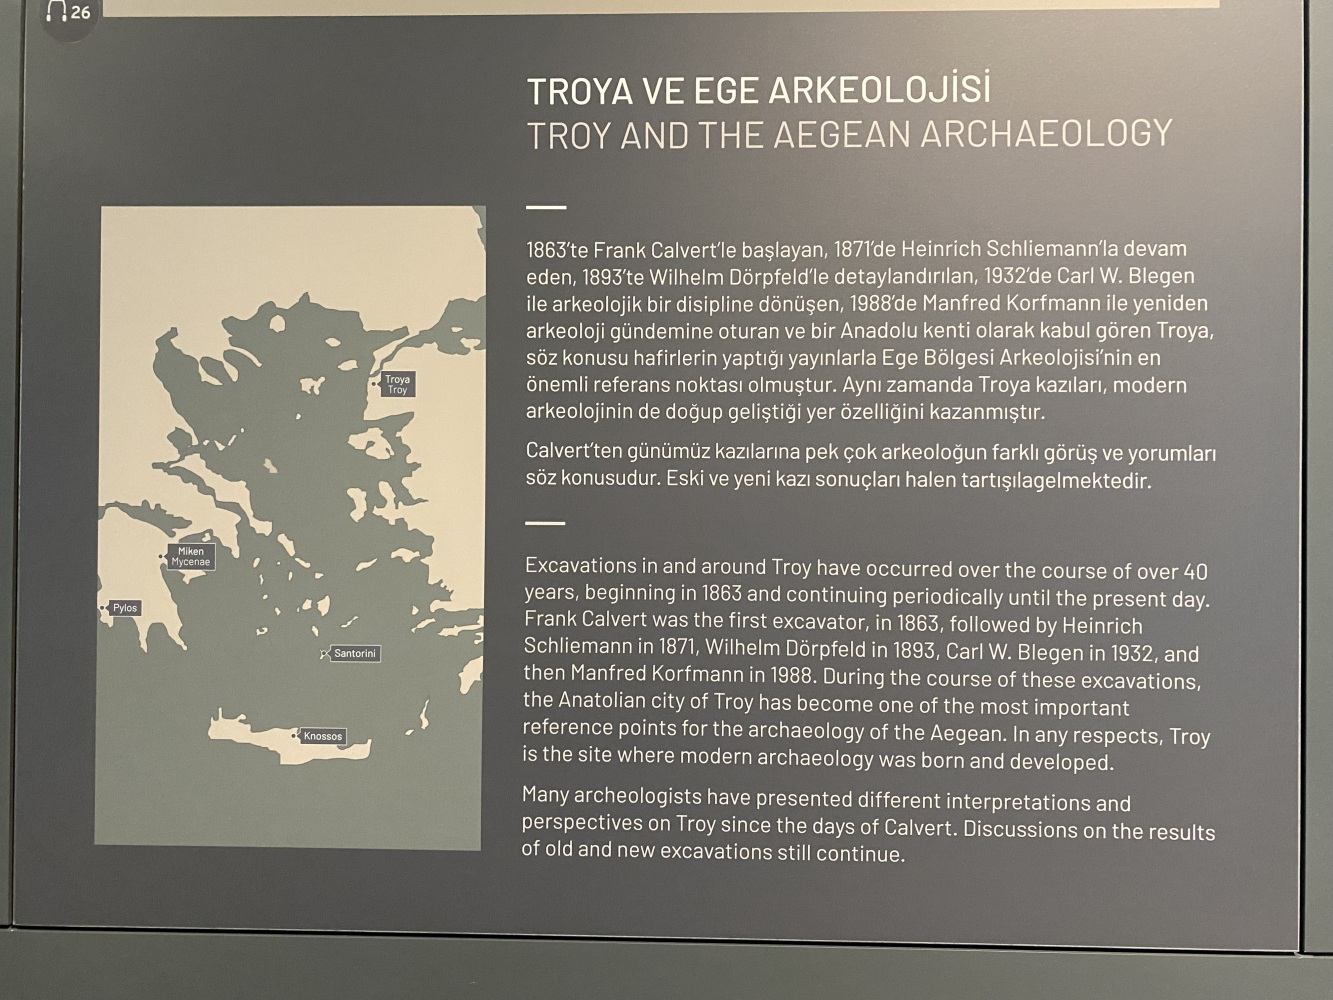 26
TROYA VE EGE ARKEOLOJİSİ
TROY AND THE AEGEAN ARCHAEOLOGY
1863'te Frank Calvert'le başlayan, 1871'de Heinrich Schliemann'la devam
eden, 1893'te Wilhelm Dörpfeld'le detaylandırılan, 1932'de Carl W. Blegen
ile arkeolojik bir disipline dönüşen, 1988'de Manfred Korfmann ile yeniden
arkeoloji gündemine oturan ve bir Anadolu kenti olarak kabul gören Troya,
söz konusu hafirlerin yaptığı yayınlarla Ege Bölgesi Arkeolojisi'nin en
önemli referans noktası olmuştur. Aynı zamanda Troya kazıları, modern
arkeolojinin de doğup geliştiği yer özelliğini kazanmıştır.
Calvert'ten günümüz kazılarına pek çok arkeoloğun farklı görüş ve yorumları
söz konusudur. Eski ve yeni kazı sonuçları halen tartışılagelmektedir.
Excavations in and around Troy have occurred over the course of over 40
years, beginning in 1863 and continuing periodically until the present day.
Frank Calvert was the first excavator, in 1863, followed by Heinrich
Schliemann in 1871, Wilhelm Dörpfeld in 1893, Carl W. Blegen in 1932, and
then Manfred Korfmann in 1988. During the course of these excavations,
the Anatolian city of Troy has become one of the most important
reference points for the archaeology of the Aegean. In any respects, Troy
is the site where modern archaeology was born and developed.
Many archeologists have presented different interpretations and
perspectives on Troy since the days of Calvert. Discussions on the results
of old and new excavations still continue.
Troya
Troy
Miken
Mycenae
Pylos
Santorini
Knossos